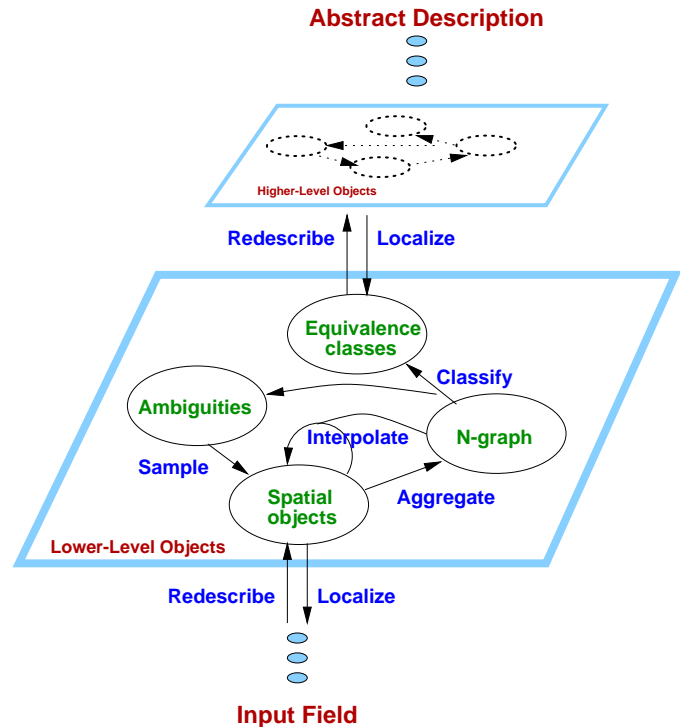 Abstract Description
Higher-Level Objects
Redescribe
Localize
Equivalence
classes
Classify
Ambiguities
Interpolate
N-graph
Sample
Aggregate
Spatial
objects
Lower-Level Objects
Redescribe
Localize
Input Field